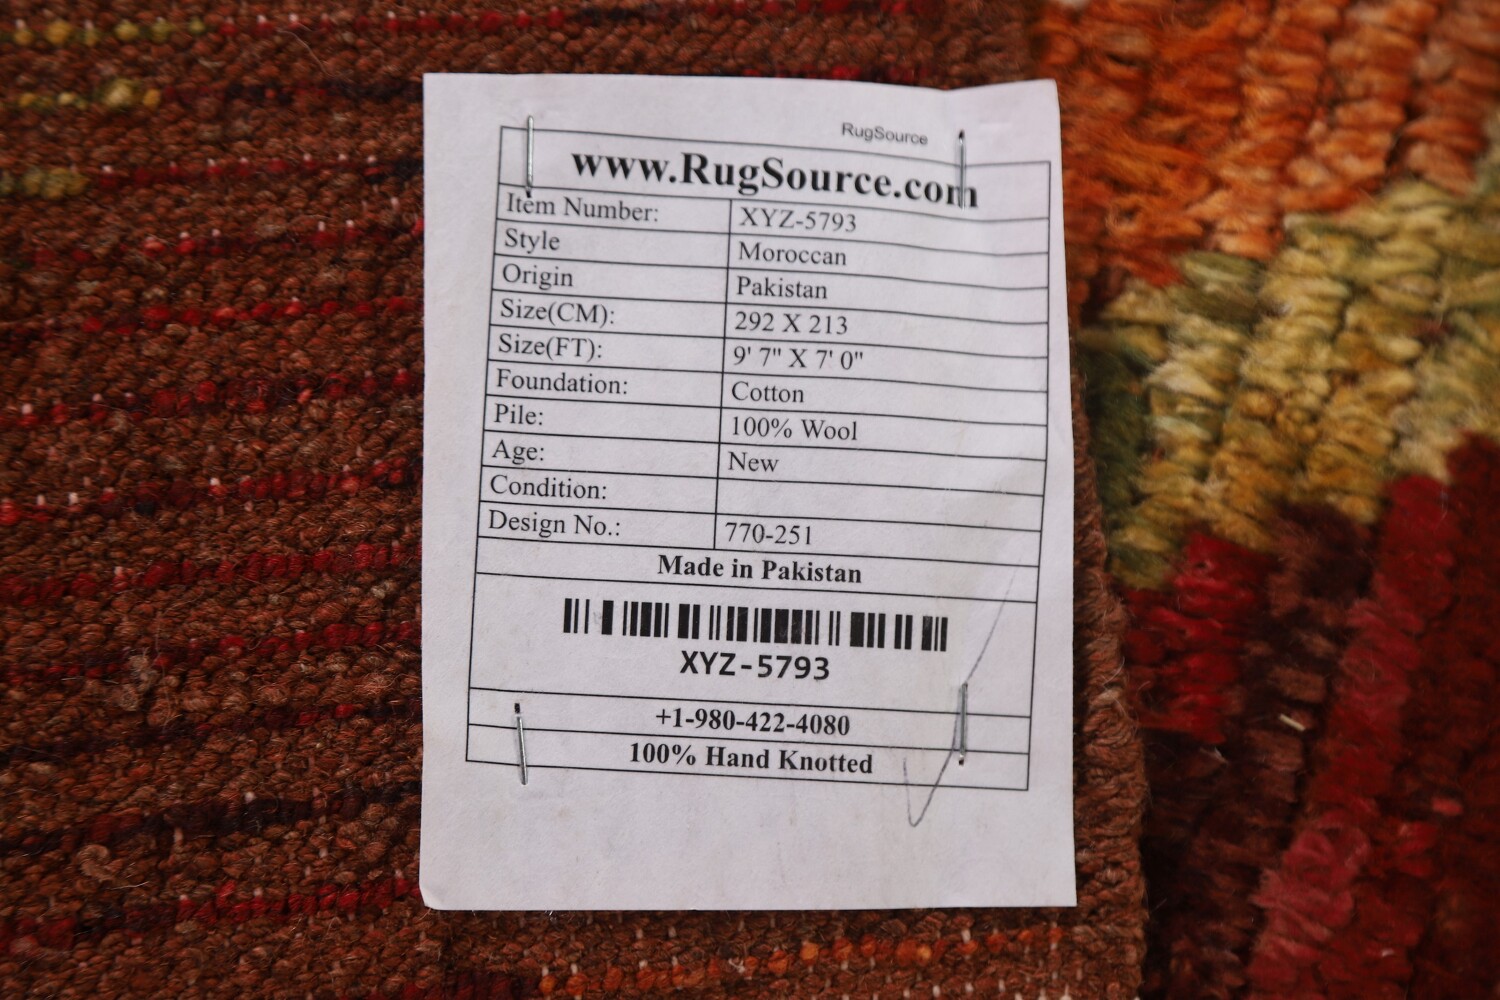 RugSource
www.RugSource.com
Item Number: XYZ-5793
Style Moroccan
Origin Pakistan
Size(CM): 292 X 213
Size(FT): 9' 7" X 7' 0"
Foundation: Cotton
Pile: 100% Wool
Age: New
Condition:
Design No.: 770-251
Made in Pakistan
XYZ-5793
+1-980-422-4080
100% Hand Knotted